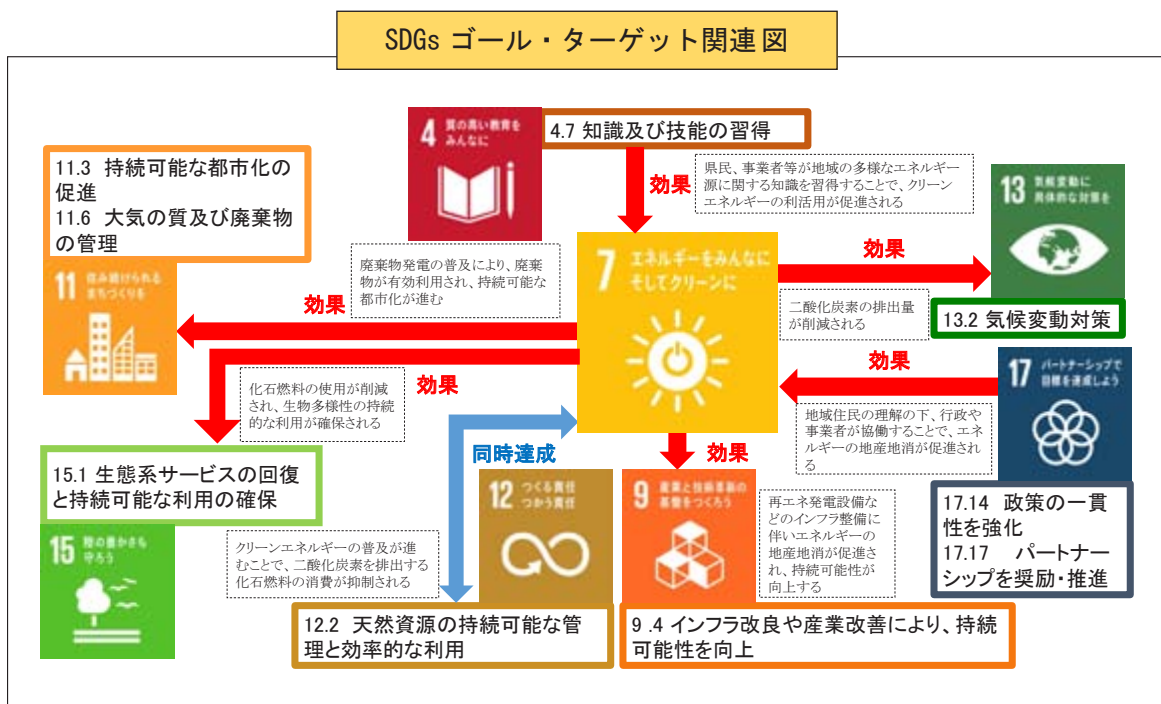 SDGs ゴール・ターゲット関連図
4 質の高い教育を
みんなに
4.7 知識及び技能の習得
効果
県民、事業者等が地域の多様なエネルギー
源に関する知識を習得することで、クリーン
エネルギーの利活用が促進される
11.3 持続可能な都市化の
促進
11.6 大気の質及び廃棄物
の管理
11 住み続けられる
まちづくりを
廃棄物発電の普及により、廃棄
物が有効利用され、持続可能な
都市化が進む
効果
7 エネルギーをみんなに
そしてクリーンに
効果
二酸化炭素の排出量
が削減される
13 気候変動に
具体的な対策を
13.2 気候変動対策
効果
17 パートナーシップで
目標を達成しよう
地域住民の理解の下、行政や
事業者が協働することで、エネ
ルギーの地産地消が促進され
る
17.14 政策の一貫
性を強化
17.17 パートナー
シップを奨励・推進
化石燃料の使用が削減
され、生物多様性の持続
的な利用が確保される
効果
15.1 生態系サービスの回復
と持続可能な利用の確保
15 陸の豊かさも
守ろう
同時達成
12 つくる責任
つかう責任
クリーンエネルギーの普及が進
むことで、二酸化炭素を排出する
化石燃料の消費が抑制される
12.2 天然資源の持続可能な管
理と効率的な利用
効果
9 産業と技術革新の
基盤をつくろう
再エネ発電設備な
どのインフラ整備に
伴いエネルギーの
地産地消が促進さ
れ、持続可能性が
向上する
9.4 インフラ改良や産業改善により、持続
可能性を向上